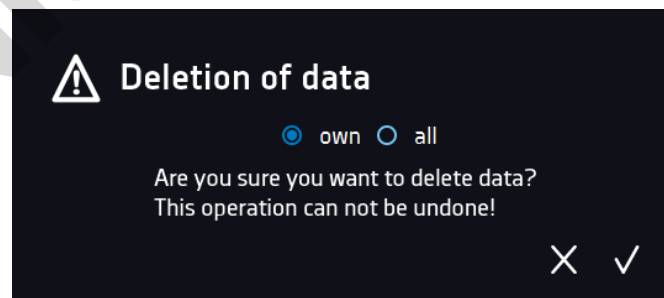 Deletion of data
own all
Are you sure you want to delete data?
This operation can not be undone!